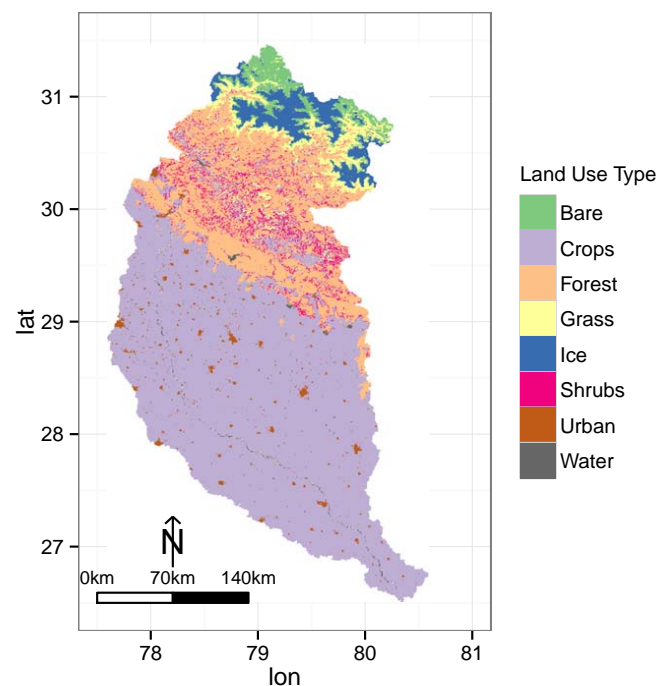 lat
31
30
29
28
27
N
0km 70km 140km
78 79 80 81
lon
Land Use Type
Bare
Crops
Forest
Grass
Ice
Shrubs
Urban
Water